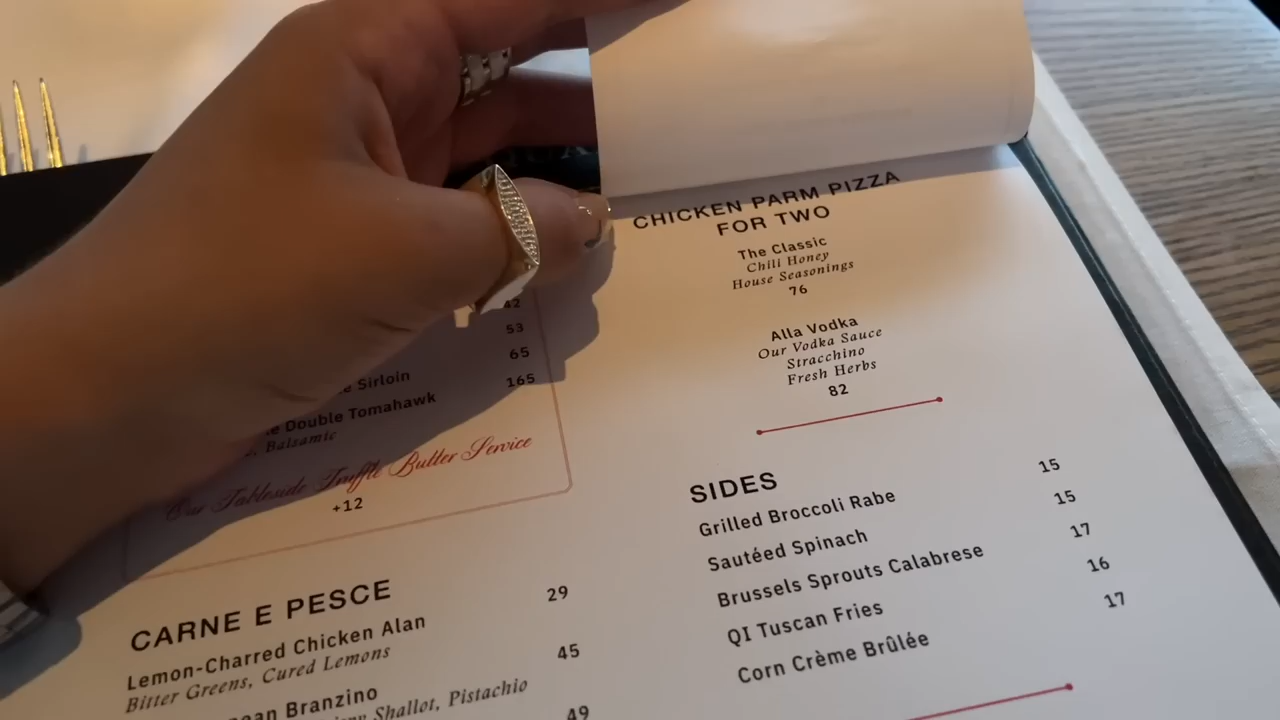 42
53
65
Sirloin
165
Double Tomahawk
Balsamic
Our Tableside Truffle Butter Service
+12
CARNE E PESCE
Lemon-Charred Chicken Alan 29
Bitter Greens, Cured Lemons
Branzino 45
Shallot, Pistachio
49
CHICKEN PARM PIZZA
FOR TWO
The Classic
Chili Honey
House Seasonings
76
Alla Vodka
Our Vodka Sauce
Stracchino
Fresh Herbs
82
SIDES
Grilled Broccoli Rabe 15
Sautéed Spinach 15
Brussels Sprouts Calabrese 17
QI Tuscan Fries 16
Corn Crème Brûlée 17